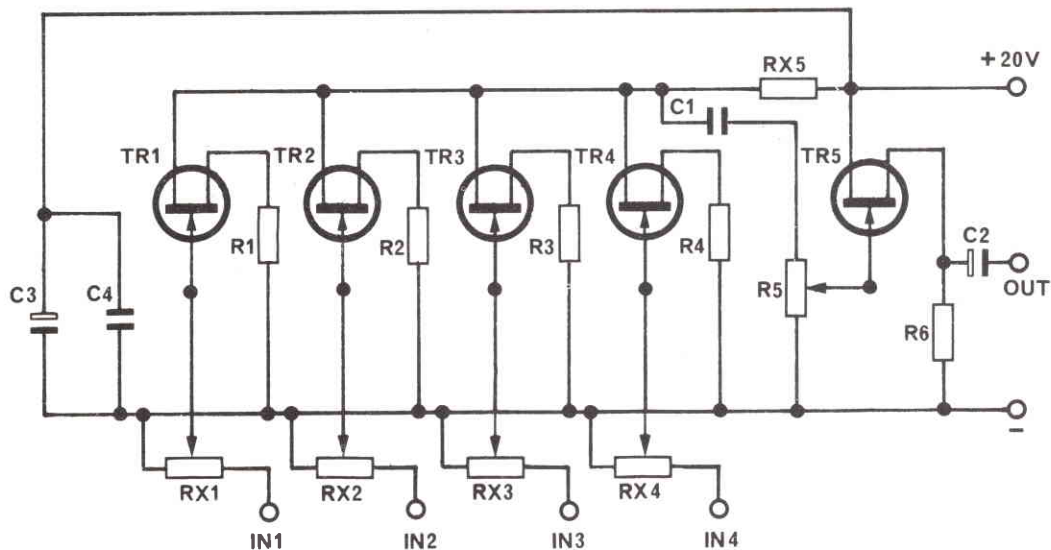 +20V
RX5
C1
TR1
TR2
TR3
TR4
TR5
R1
R2
R3
R4
R5
C2
OUT
C3
C4
R6
−
RX1
RX2
RX3
RX4
IN1
IN2
IN3
IN4